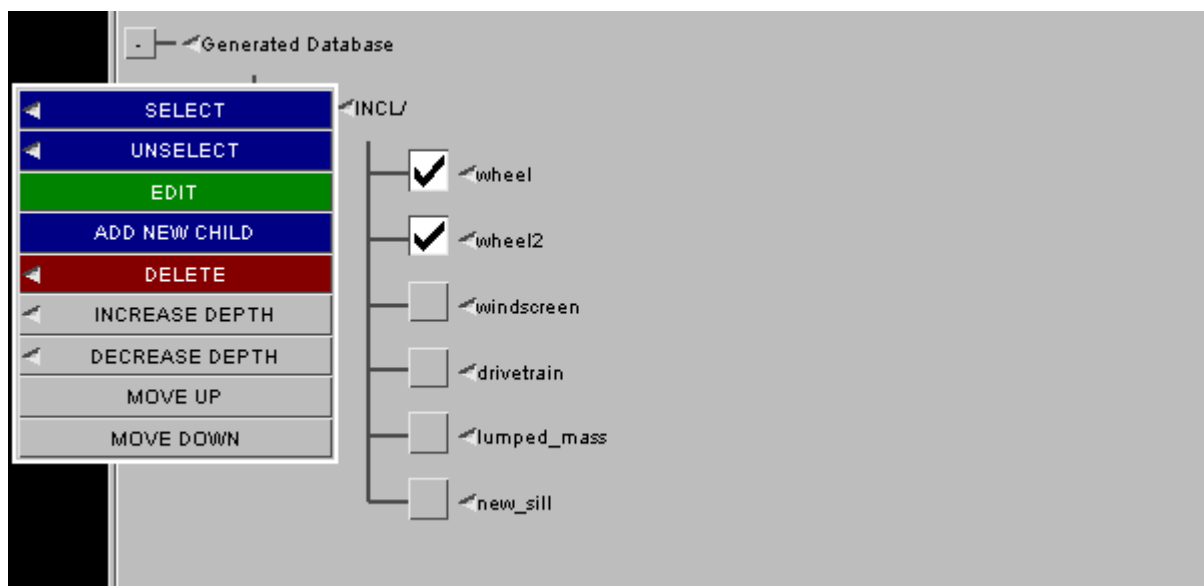 - Generated Database
SELECT
INCL/
UNSELECT
wheel
EDIT
ADD NEW CHILD
wheel2
DELETE
windscreen
INCREASE DEPTH
DECREASE DEPTH
drivetrain
MOVE UP
MOVE DOWN
lumped_mass
new_sill